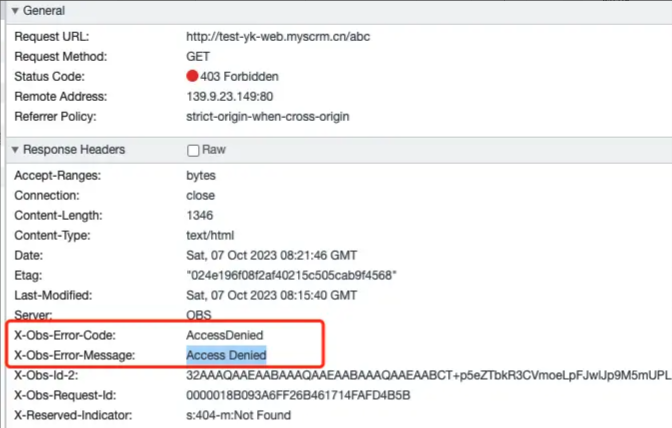 General
Request URL: http://test-yk-web.myscrm.cn/abc
Request Method: GET
Status Code: 403 Forbidden
Remote Address: 139.9.23.149:80
Referrer Policy: strict-origin-when-cross-origin
Response Headers Raw
Accept-Ranges: bytes
Connection: close
Content-Length: 1346
Content-Type: text/html
Date: Sat, 07 Oct 2023 08:21:46 GMT
Etag: "024e196f08f2af40215c505cab9f4568"
Last-Modified: Sat, 07 Oct 2023 08:15:40 GMT
Server: OBS
X-Obs-Error-Code: AccessDenied
X-Obs-Error-Message: Access Denied
X-Obs-Id-2: 32AAAQAAEAABAAAQAAEAABAAAQAAEAABCT+p5eZTbkR3CVmoeLpFJwlJp9M5mUPL
X-Obs-Request-Id: 0000018B093A6FF26B461714FAFD4B5B
X-Reserved-Indicator: s:404-m:Not Found